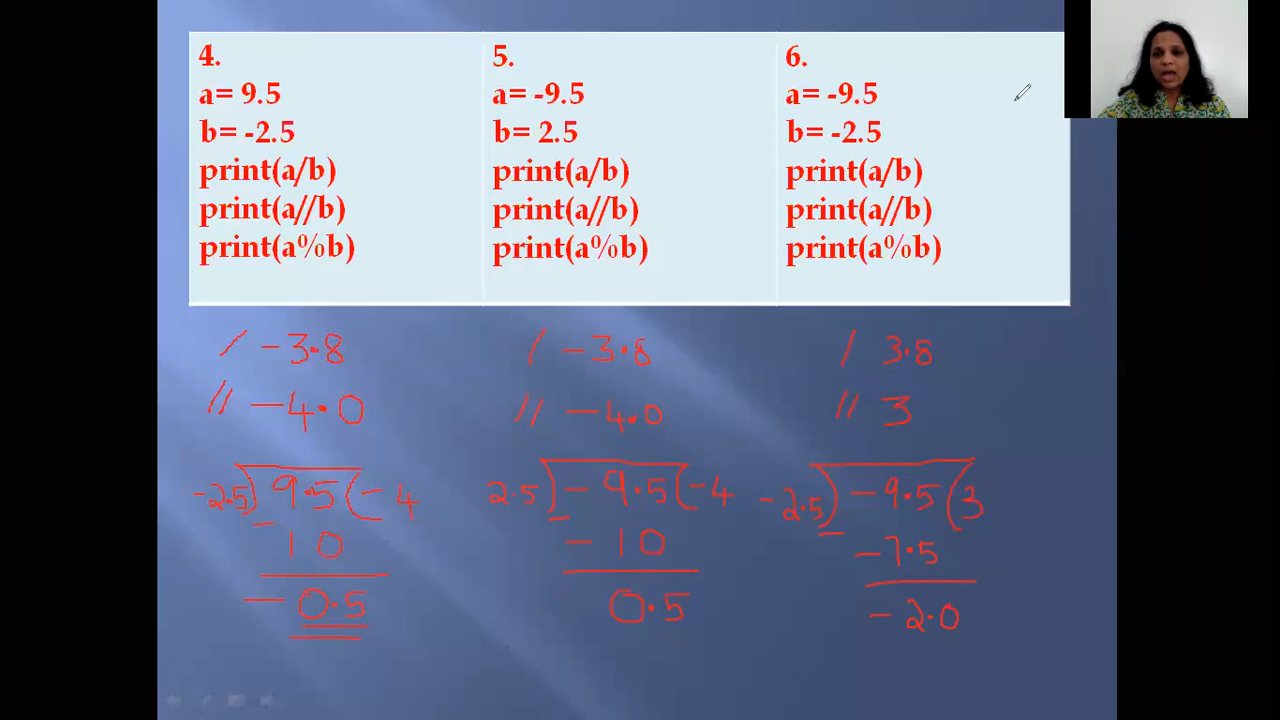 4.
a= 9.5
b= -2.5
print(a/b)
print(a//b)
print(a%b)
5.
a= -9.5
b= 2.5
print(a/b)
print(a//b)
print(a%b)
6.
a= -9.5
b= -2.5
print(a/b)
print(a//b)
print(a%b)
/ -3.8
// -4.0
-2.5) 9.5 (-4
10
-0.5
/ -3.8
// -4.0
2.5) -9.5 (-4
-10
0.5
/ 3.8
// 3
-2.5) -9.5 (3
-7.5
-2.0